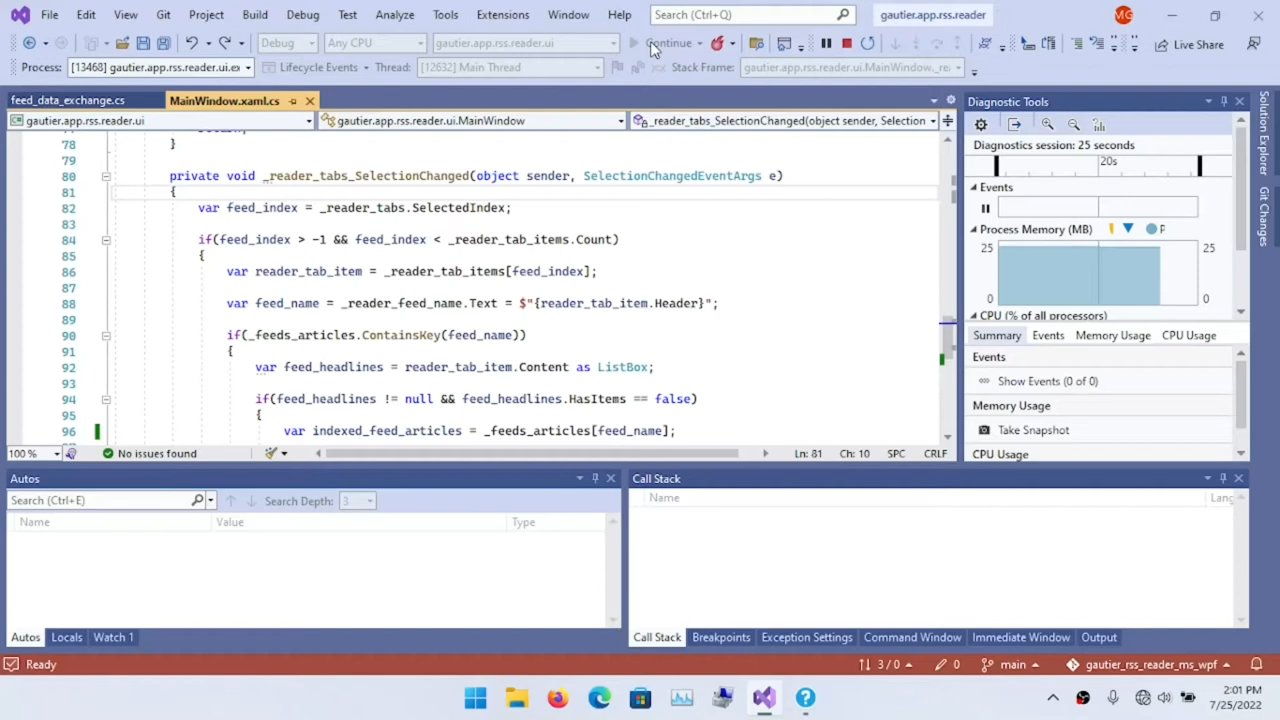 File Edit View Git Project Build Debug Test Analyze Tools Extensions Window Help Search (Ctrl+Q) gautier.app.rss.reader MG
Debug Any CPU gautier.app.rss.reader.ui Continue Live Share
Process: [13468] gautier.app.rss.reader.ui.ex Lifecycle Events Thread: [12632] Main Thread Stack Frame: gautier.app.rss.reader.ui.MainWindow._rea
feed_data_exchange.cs MainWindow.xaml.cs
gautier.app.rss.reader.ui gautier.app.rss.reader.ui.MainWindow _reader_tabs_SelectionChanged(object sender, Selection
78 }
79
80 private void _reader_tabs_SelectionChanged(object sender, SelectionChangedEventArgs e)
81 {
82 var feed_index = _reader_tabs.SelectedIndex;
83
84 if(feed_index > -1 && feed_index < _reader_tab_items.Count)
85 {
86 var reader_tab_item = _reader_tab_items[feed_index];
87
88 var feed_name = _reader_feed_name.Text = $"{reader_tab_item.Header}";
89
90 if(_feeds_articles.ContainsKey(feed_name))
91 {
92 var feed_headlines = reader_tab_item.Content as ListBox;
93
94 if(feed_headlines != null && feed_headlines.HasItems == false)
95 {
96 var indexed_feed_articles = _feeds_articles[feed_name];
100 % No issues found Ln: 81 Ch: 10 SPC CRLF
Diagnostic Tools
Diagnostics session: 25 seconds
20s
Events
Process Memory (MB) P
25 25
0 0
CPU (% of all processors)
Summary Events Memory Usage CPU Usage
Events
Show Events (0 of 0)
Memory Usage
Take Snapshot
CPU Usage
Solution Explorer
Git Changes
Autos
Search (Ctrl+E) Search Depth: 3
Name Value Type
Autos Locals Watch 1
Call Stack
Name Lang
Call Stack Breakpoints Exception Settings Command Window Immediate Window Output
Ready 3 / 0 0 main gautier_rss_reader_ms_wpf
2:01 PM
7/25/2022